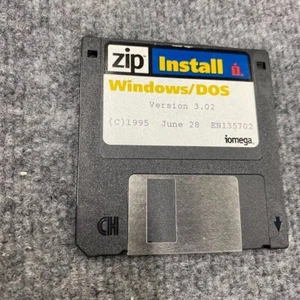 zip Install
Windows/DOS
Version 3.02
(C)1995 June 28 EN135702
iomega